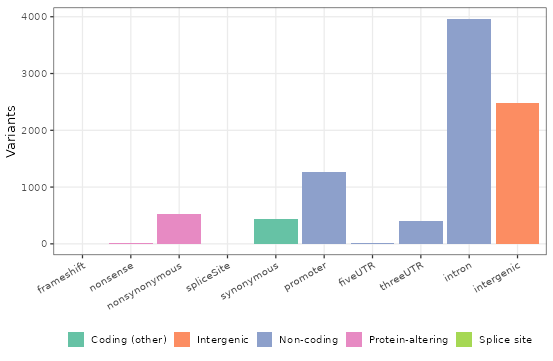 Variants
4000
3000
2000
1000
0
frameshift
nonsense
nonsynonymous
spliceSite
synonymous
promoter
fiveUTR
threeUTR
intron
intergenic
Coding (other) Intergenic Non-coding Protein-altering Splice site